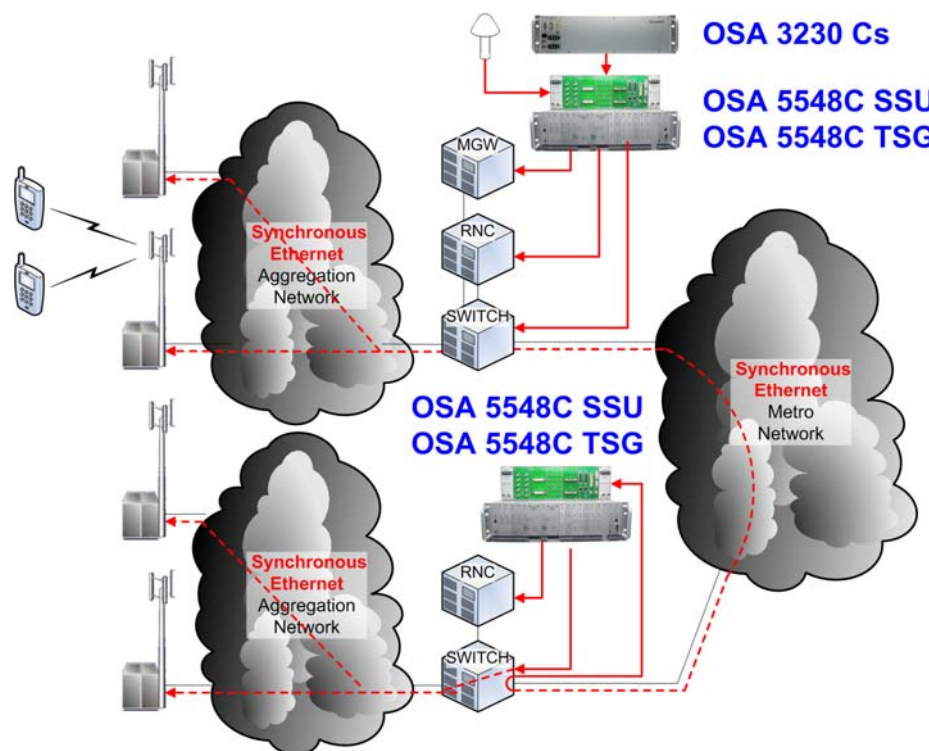 OSA 3230 Cs
OSA 5548C SSU
OSA 5548C TSG
MGW
RNC
SWITCH
Synchronous
Ethernet
Aggregation
Network
Synchronous
Ethernet
Metro
Network
OSA 5548C SSU
OSA 5548C TSG
RNC
SWITCH
Synchronous
Ethernet
Aggregation
Network